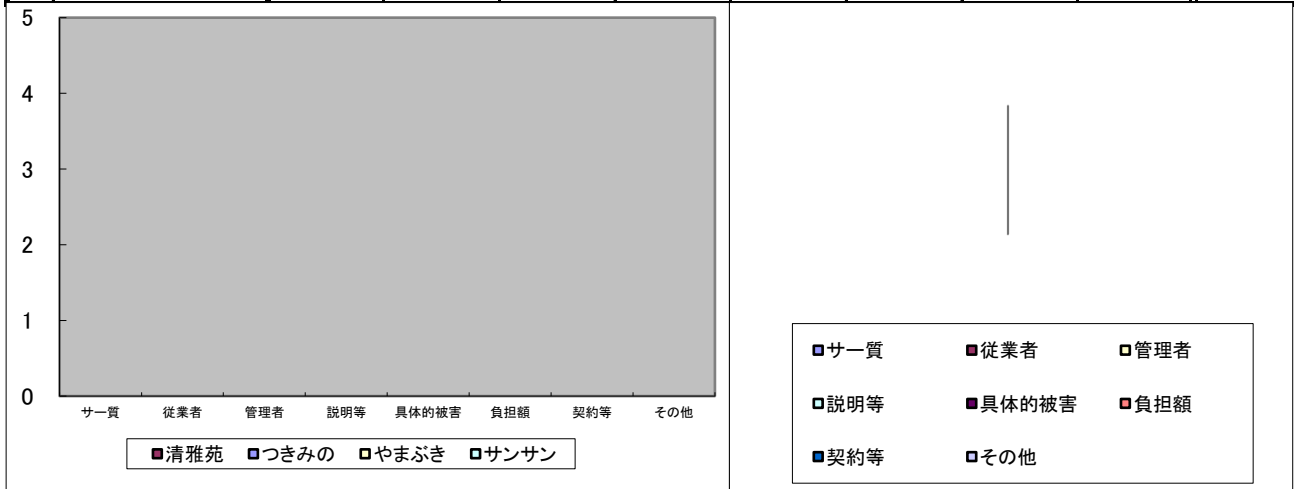 5
4
3
2
1
0
サー質 従業者 管理者 説明等 具体的被害 負担額 契約等 その他
清雅苑 つきみの やまぶき サンサン
サー質 従業者 管理者
説明等 具体的被害 負担額
契約等 その他